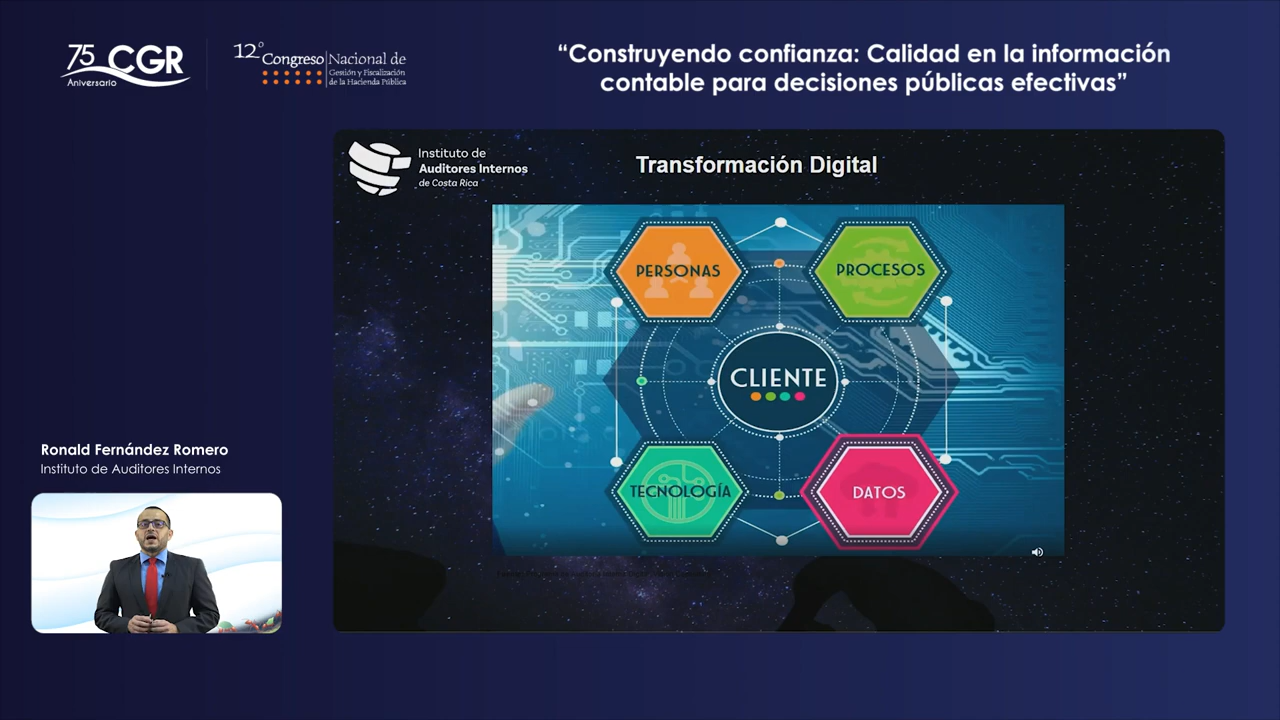 75 CGR
Aniversario
12° Congreso Nacional de
Gestión y Fiscalización
de la Hacienda Pública
“Construyendo confianza: Calidad en la información
contable para decisiones públicas efectivas”
Instituto de
Auditores Internos
de Costa Rica
Transformación Digital
PERSONAS
PROCESOS
CLIENTE
TECNOLOGÍA
DATOS
Ronald Fernández Romero
Instituto de Auditores Internos